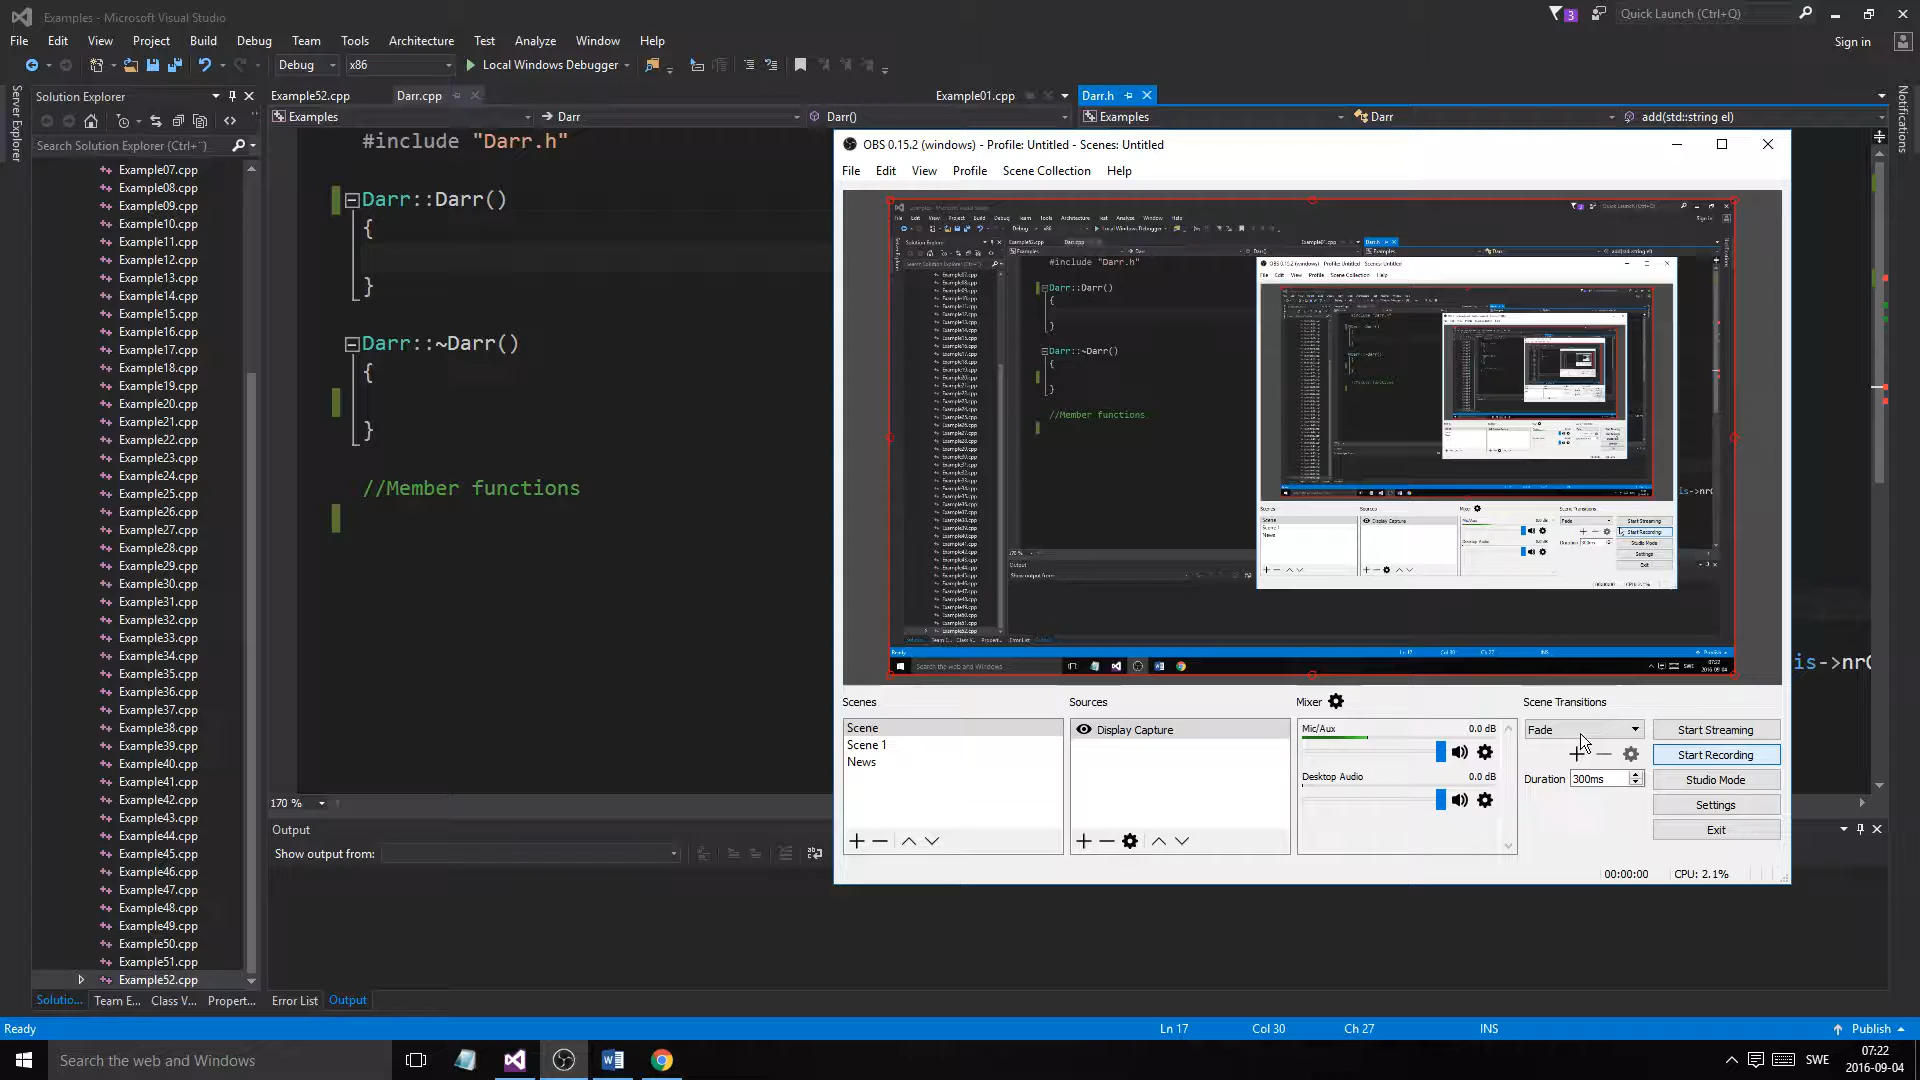 Examples - Microsoft Visual Studio
3
Quick Launch (Ctrl+Q)
File Edit View Project Build Debug Team Tools Architecture Test Analyze Window Help
Sign in
Debug x86 Local Windows Debugger
Server Explorer
Solution Explorer
Search Solution Explorer (Ctrl+¨)
Example07.cpp
Example08.cpp
Example09.cpp
Example10.cpp
Example11.cpp
Example12.cpp
Example13.cpp
Example14.cpp
Example15.cpp
Example16.cpp
Example17.cpp
Example18.cpp
Example19.cpp
Example20.cpp
Example21.cpp
Example22.cpp
Example23.cpp
Example24.cpp
Example25.cpp
Example26.cpp
Example27.cpp
Example28.cpp
Example29.cpp
Example30.cpp
Example31.cpp
Example32.cpp
Example33.cpp
Example34.cpp
Example35.cpp
Example36.cpp
Example37.cpp
Example38.cpp
Example39.cpp
Example40.cpp
Example41.cpp
Example42.cpp
Example43.cpp
Example44.cpp
Example45.cpp
Example46.cpp
Example47.cpp
Example48.cpp
Example49.cpp
Example50.cpp
Example51.cpp
Example52.cpp
Solutio... Team E... Class V... Propert...
Example52.cpp Darr.cpp Example01.cpp Darr.h
Examples Darr Darr() Examples Darr add(std::string el)
Notifications
#include "Darr.h"
Darr::Darr()
{
}
Darr::~Darr()
{
}
//Member functions
is->nr
170 %
Output
Show output from:
Error List Output
OBS 0.15.2 (windows) - Profile: Untitled - Scenes: Untitled
File Edit View Profile Scene Collection Help
#include "Darr.h"
Darr::Darr()
{
}
Darr::~Darr()
{
}
//Member functions
Scenes
Scene
Scene 1
News
Sources
Display Capture
Mixer
Mic/Aux 0.0 dB
Desktop Audio 0.0 dB
Scene Transitions
Fade
Duration 300ms
Start Streaming
Start Recording
Studio Mode
Settings
Exit
00:00:00 CPU: 2.1%
Ready Ln 17 Col 30 Ch 27 INS Publish
Search the web and Windows
SWE
07:22
2016-09-04